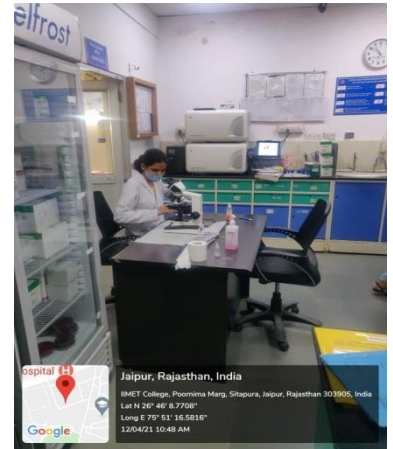 elfrost
ospital H
Google
Jaipur, Rajasthan, India
IIMET College, Poornima Marg, Sitapura, Jaipur, Rajasthan 303905, India
Lat N 26° 46' 8.7708"
Long E 75° 51' 16.5816"
12/04/21 10:48 AM